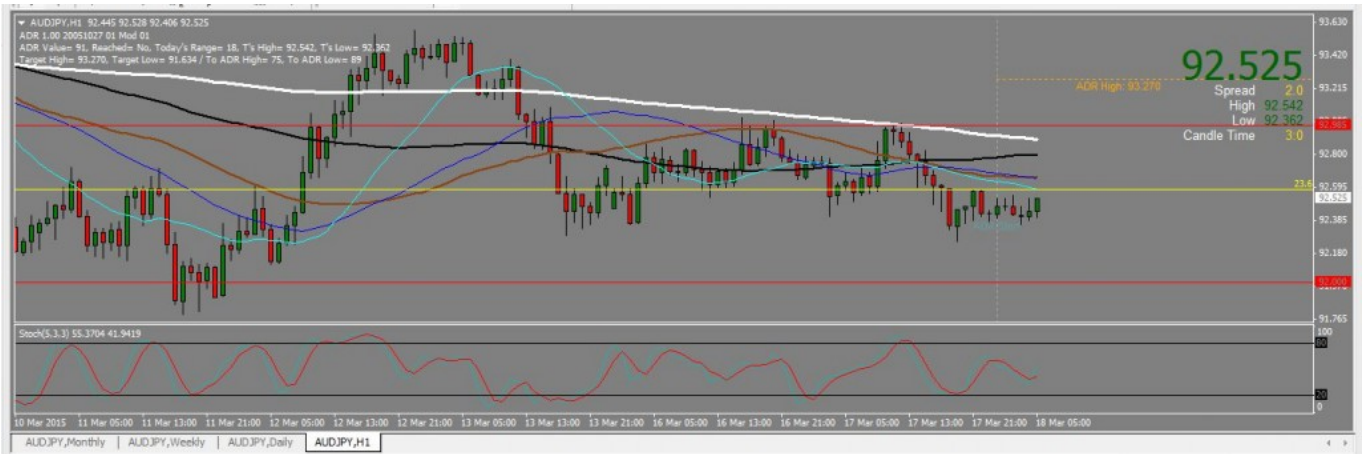 AUDJPY,H1 92.445 92.528 92.406 92.525
ADR 1.00 20051027 01 Mod 01
ADR Value= 91, Reached= No, Today's Range= 18, T's High= 92.542, T's Low= 92.362
Target High= 93.270, Target Low= 91.634 / To ADR High= 75, To ADR Low= 89
93.630
93.420
92.525
ADR High: 93.270
93.215
Spread 2.0
High 92.542
Low 92.362
92.985
Candle Time 3:0
92.800
23.6
92.595
92.525
92.385
92.180
92.000
91.765
Stoch(5,3,3) 55.3704 41.9419
100
80
20
0
10 Mar 2015 11 Mar 05:00 11 Mar 13:00 11 Mar 21:00 12 Mar 05:00 12 Mar 13:00 12 Mar 21:00 13 Mar 05:00 13 Mar 13:00 13 Mar 21:00 16 Mar 05:00 16 Mar 13:00 16 Mar 21:00 17 Mar 05:00 17 Mar 13:00 17 Mar 21:00 18 Mar 05:00
AUDJPY,Monthly AUDJPY,Weekly AUDJPY,Daily AUDJPY,H1